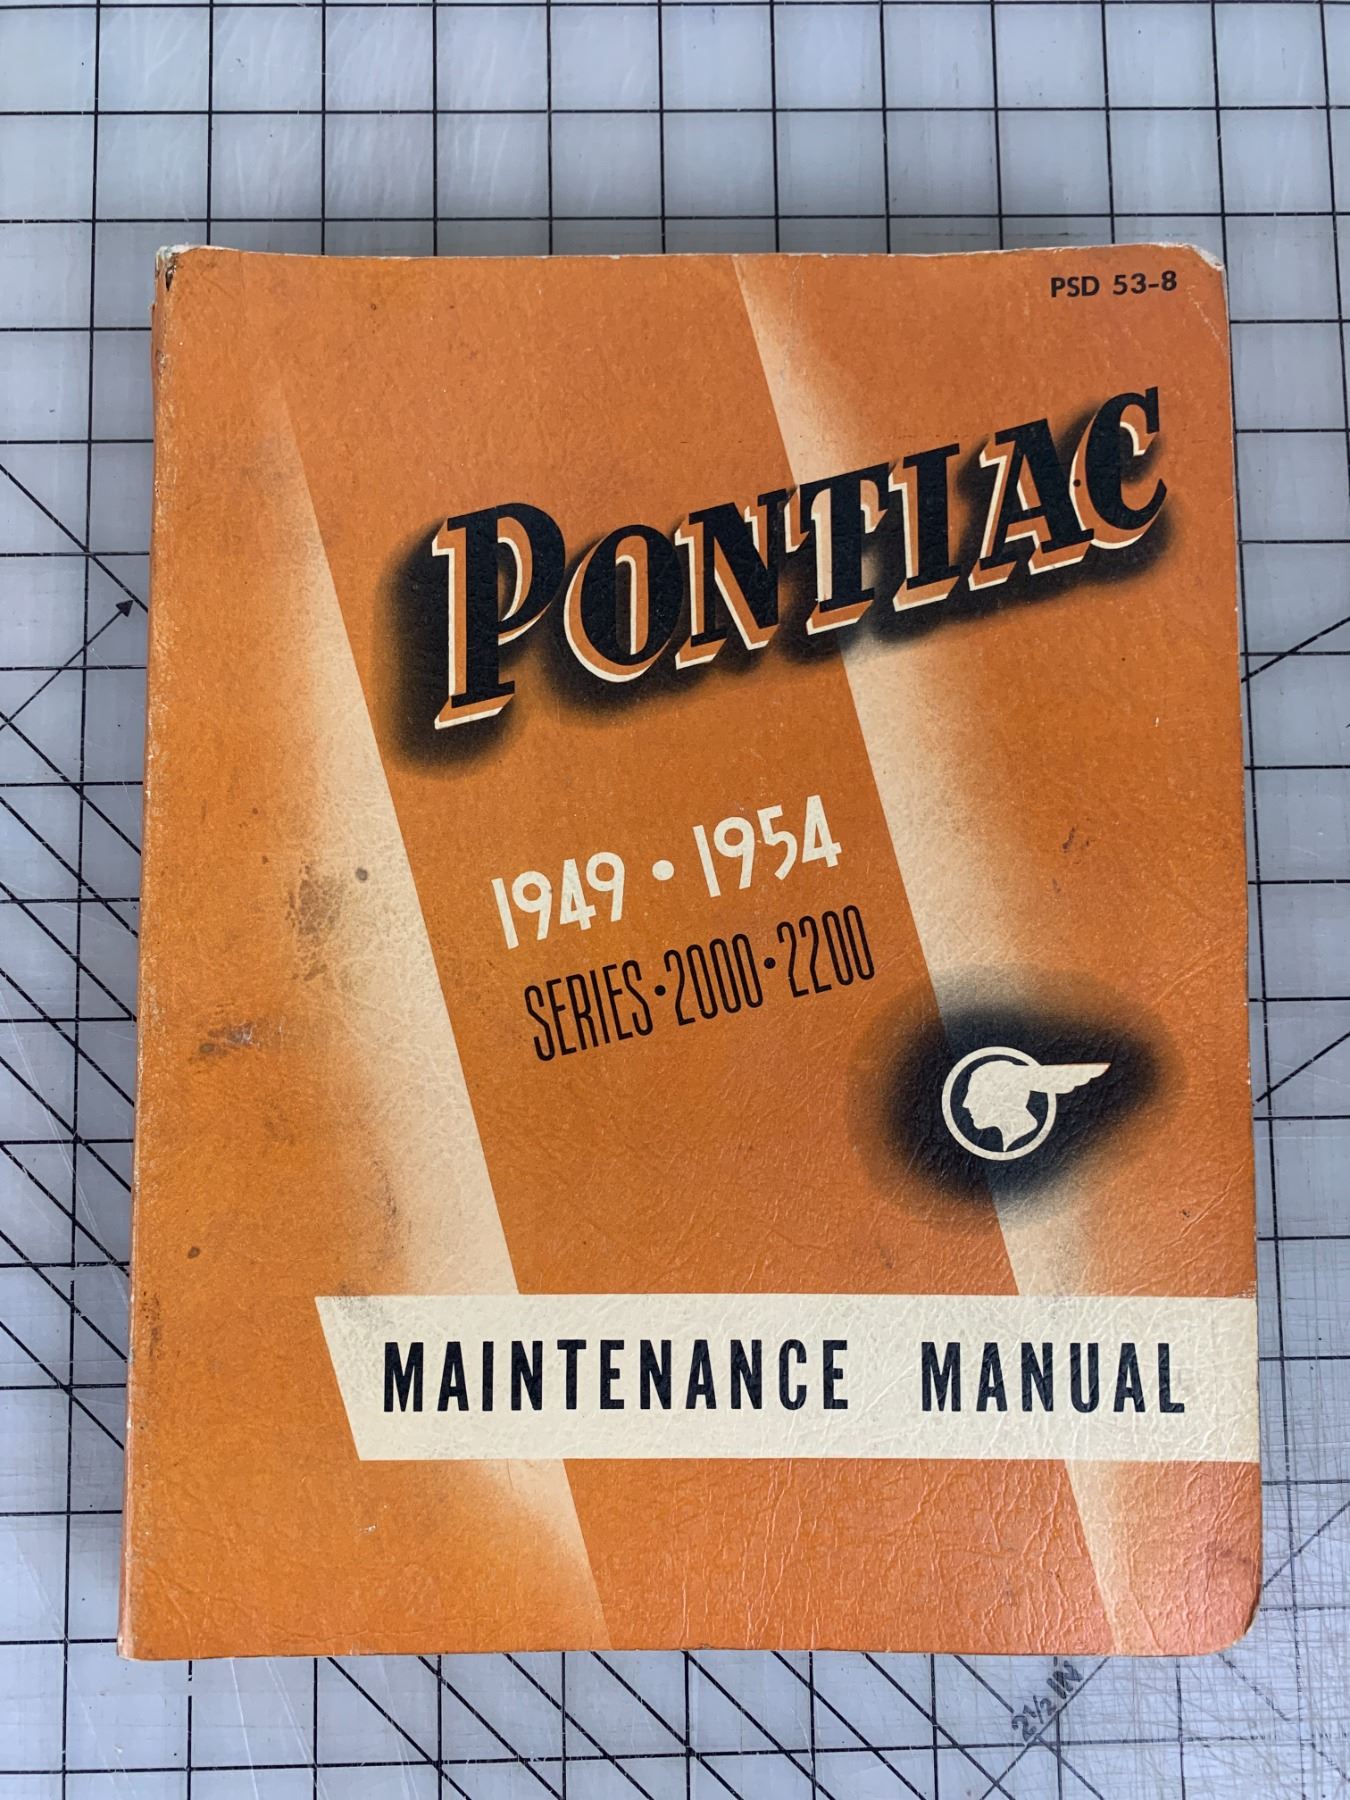 PSD 53-8
PONTIAC
1949 • 1954
SERIES • 2000 • 2200
MAINTENANCE MANUAL
2½ IN